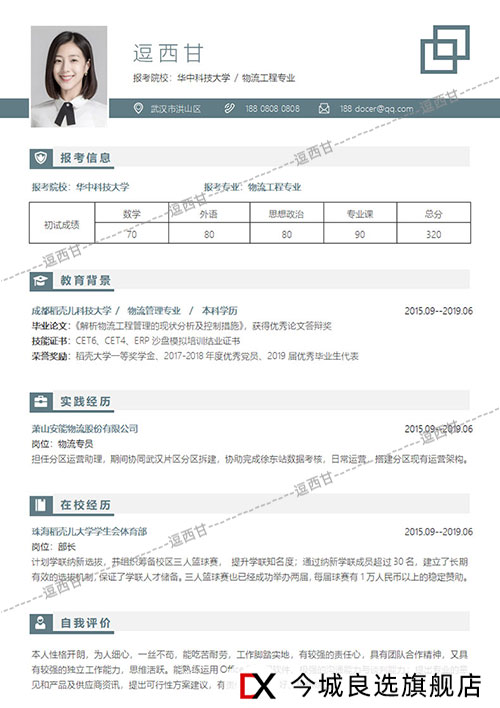 逗西甘
报考院校：华中科技大学 / 物流工程专业
武汉市洪山区 188 0808 0808 188 docer@qq.com
报考信息
报考院校：华中科技大学 报考专业：物流工程专业
初试成绩 数学 外语 思想政治 专业课 总分
70 80 80 90 320
教育背景
成都稻壳儿科技大学 / 物流管理专业 / 本科学历 2015.09--2019.06
毕业论文：《解析物流工程管理的现状分析及控制措施》，获得优秀论文答辩奖
技能证书：CET6、CET4、ERP 沙盘模拟培训结业证书
荣誉奖励：稻壳大学一等奖学金、2017-2018 年度优秀党员、2019 届优秀毕业生代表
实践经历
萧山安能物流股份有限公司 2015.09--2019.06
岗位：物流专员
担任分区运营助理，期间协同武汉片区分区拆建，协助完成徐东站数据考核，日常运营，搭建分区现有运营架构。
在校经历
珠海稻壳儿大学学生会体育部 2015.09--2019.06
岗位：部长
计划学联纳新选拔，并组织筹备校区三人篮球赛， 提升学联知名度；通过纳新学联成员超过 30 名，建立了长期
有效的选拔机制，保证了学联人才储备。三人篮球赛也已经成功举办两届，每届球赛有 1 万人民币以上的稳定赞助。
自我评价
本人性格开朗，为人细心，一丝不苟，能吃苦耐劳，工作脚踏实地，有较强的责任心，具有团队合作精神，又具
有较强的独立工作能力，思维活跃。能熟练运用 Office
见和产品及供应商资讯，提出可行性方案建议，有
DX 今城良选旗舰店
逗西甘
逗西甘
逗西甘
逗西甘
逗西甘
逗西甘